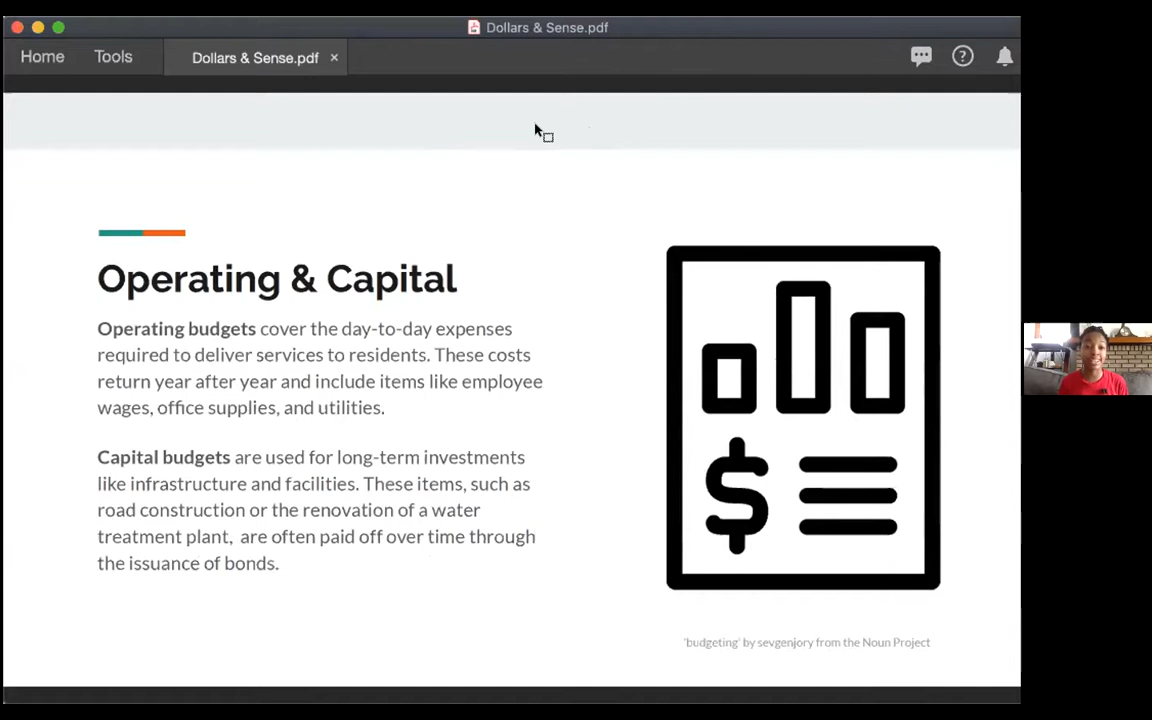 Dollars & Sense.pdf
Home Tools Dollars & Sense.pdf ×
?
Operating & Capital
Operating budgets cover the day-to-day expenses
required to deliver services to residents. These costs
return year after year and include items like employee
wages, office supplies, and utilities.
Capital budgets are used for long-term investments
like infrastructure and facilities. These items, such as
road construction or the renovation of a water
treatment plant, are often paid off over time through
the issuance of bonds.
$
'budgeting' by sevgenjory from the Noun Project